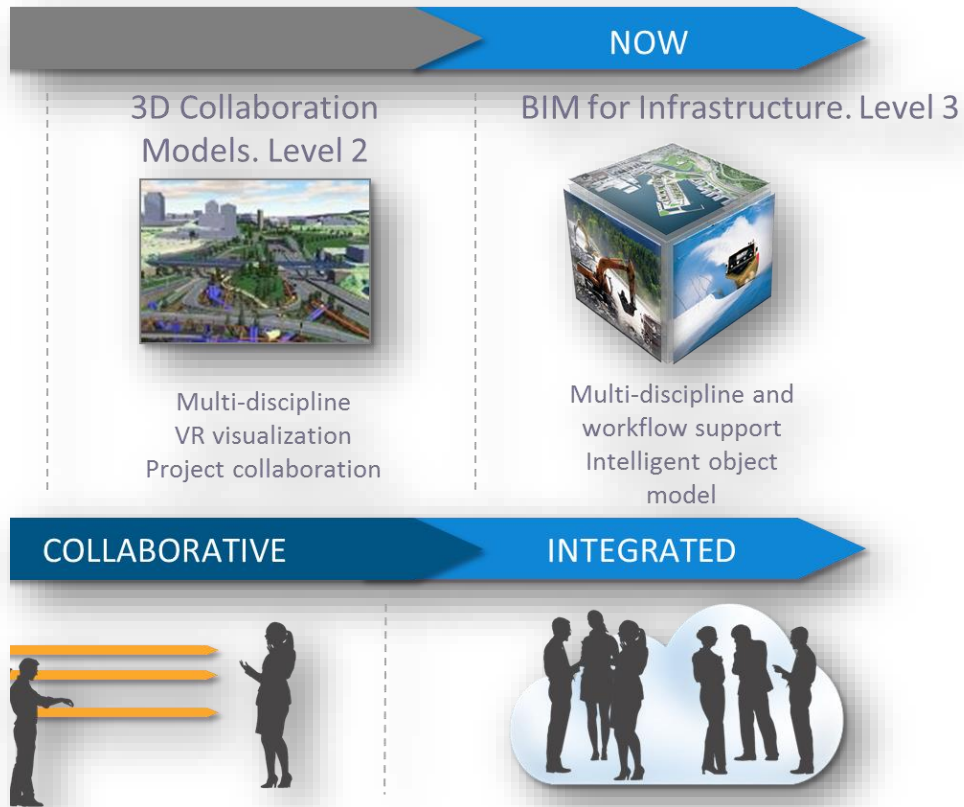 NOW
3D Collaboration
Models. Level 2
BIM for Infrastructure. Level 3
Multi-discipline
VR visualization
Project collaboration
Multi-discipline and
workflow support
Intelligent object
model
COLLABORATIVE
INTEGRATED